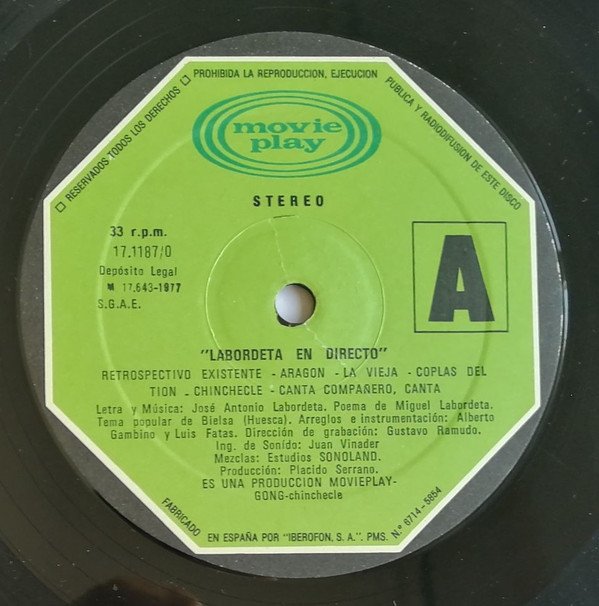 □ RESERVADOS TODOS LOS DERECHOS □ PROHIBIDA LA REPRODUCCION, EJECUCION PUBLICA Y RADIODIFUSION DE ESTE DISCO
movie
play
STEREO
33 r.p.m.
17.1187/0
Depósito Legal
M 17.643-1977
S.G.A.E.
A
"LABORDETA EN DIRECTO"
RETROSPECTIVO EXISTENTE - ARAGON - LA VIEJA - COPLAS DEL
TION - CHINCHECLE - CANTA COMPAÑERO, CANTA
Letra y Música: José Antonio Labordeta. Poema de Miguel Labordeta.
Tema popular de Bielsa (Huesca). Arreglos e instrumentación: Alberto
Gambino y Luis Fatas. Dirección de grabación: Gustavo Ramudo.
Ing. de Sonido: Juan Vinader
Mezclas: Estudios SONOLAND.
Producción: Placido Serrano.
ES UNA PRODUCCION MOVIEPLAY-
GONG-chinchecle
FABRICADO EN ESPAÑA POR "IBEROFON, S. A.". PMS. N.º 6714 - 5854